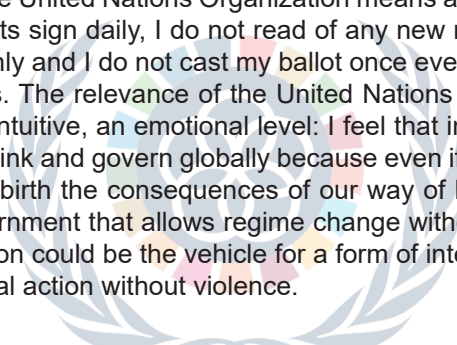 United Nations Organization means a
ts sign daily, I do not read of any new
nly and I do not cast my ballot once eve
. The relevance of the United Nations
ntuitive, an emotional level: I feel that i
ink and govern globally because even i
birth the consequences of our way of
rnment that allows regime change with
on could be the vehicle for a form of int
al action without violence.